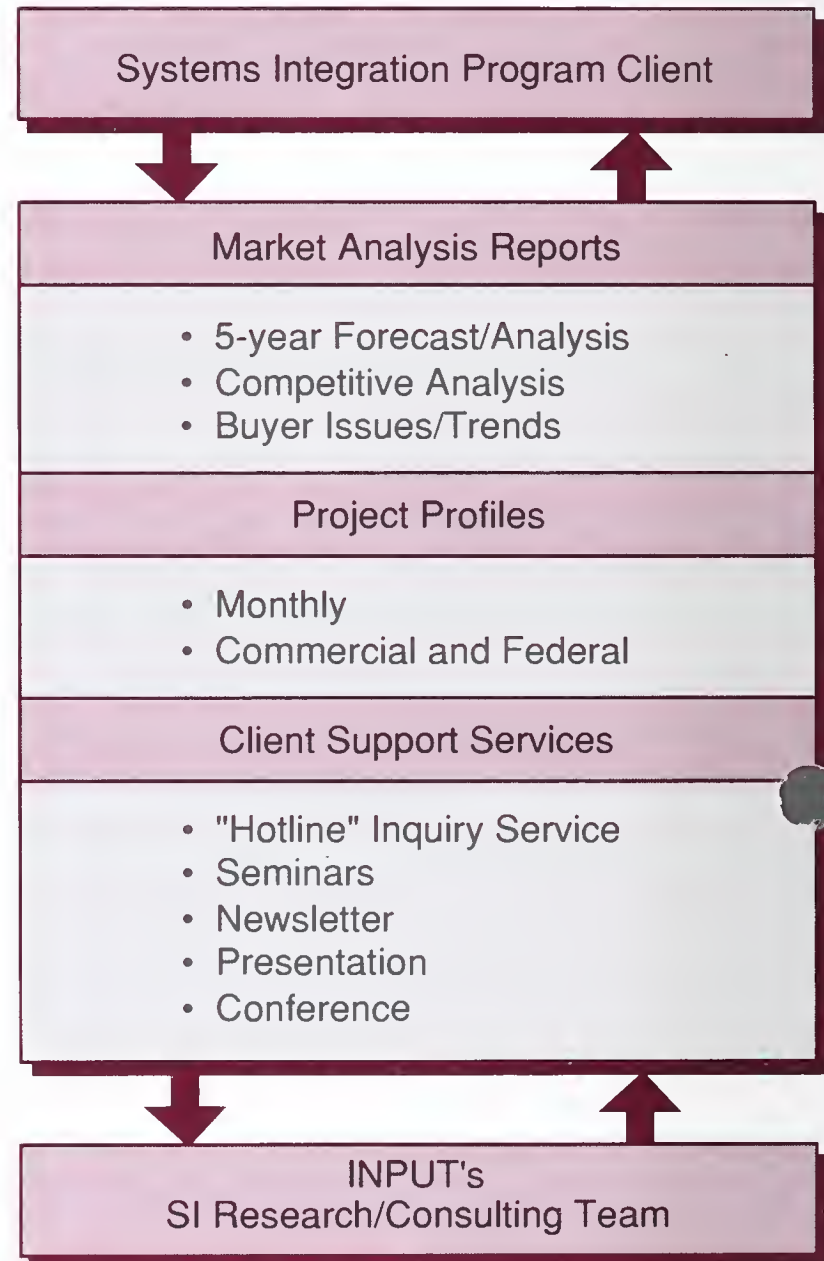 Systems Integration Program Client
Market Analysis Reports
• 5-year Forecast/Analysis
• Competitive Analysis
• Buyer Issues/Trends
Project Profiles
• Monthly
• Commercial and Federal
Client Support Services
• "Hotline" Inquiry Service
• Seminars
• Newsletter
• Presentation
• Conference
INPUT's
SI Research/Consulting Team